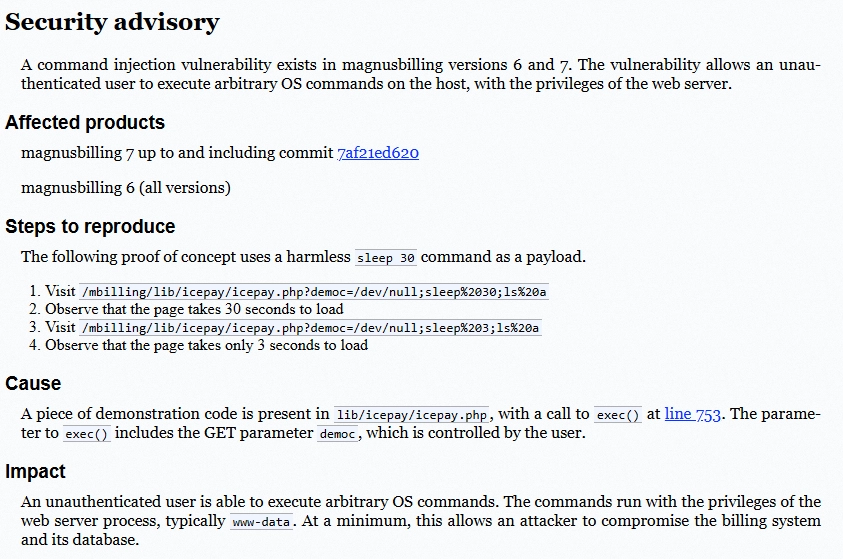 Security advisory
A command injection vulnerability exists in magnusbilling versions 6 and 7. The vulnerability allows an unau-
thenticated user to execute arbitrary OS commands on the host, with the privileges of the web server.
Affected products
magnusbilling 7 up to and including commit 7af21ed620
magnusbilling 6 (all versions)
Steps to reproduce
The following proof of concept uses a harmless sleep 30 command as a payload.
1. Visit /mbilling/lib/icepay/icepay.php?democ=/dev/null;sleep%2030;ls%20a
2. Observe that the page takes 30 seconds to load
3. Visit /mbilling/lib/icepay/icepay.php?democ=/dev/null;sleep%203;ls%20a
4. Observe that the page takes only 3 seconds to load
Cause
A piece of demonstration code is present in lib/icepay/icepay.php, with a call to exec() at line 753. The parame-
ter to exec() includes the GET parameter democ, which is controlled by the user.
Impact
An unauthenticated user is able to execute arbitrary OS commands. The commands run with the privileges of the
web server process, typically www-data. At a minimum, this allows an attacker to compromise the billing system
and its database.